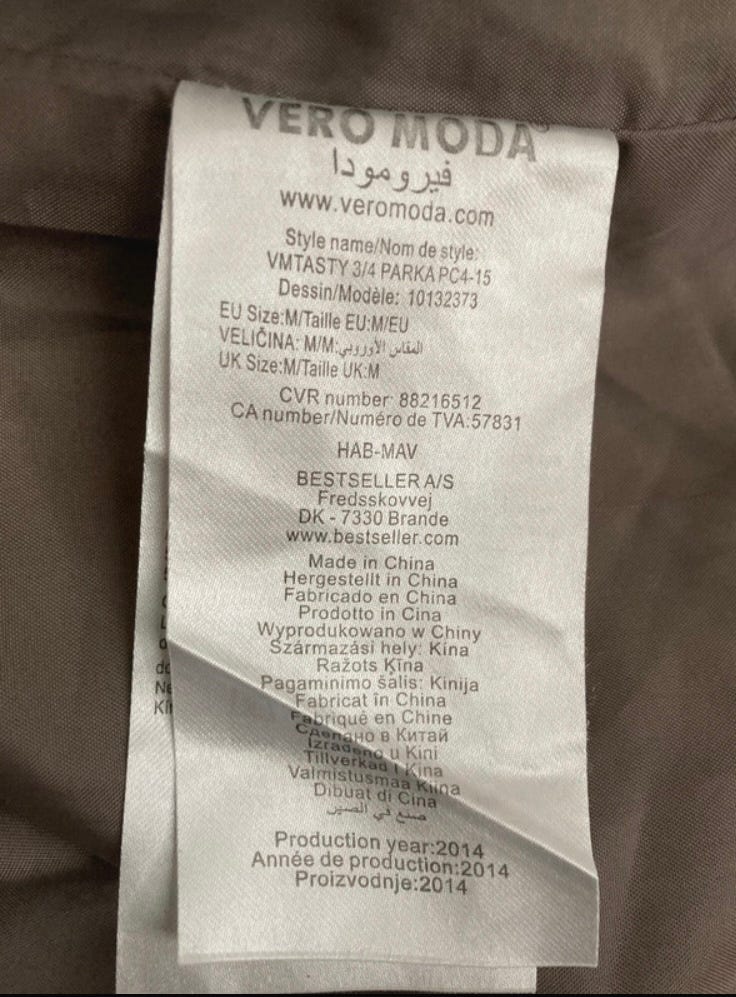 VERO MODA®
فيرومودا
www.veromoda.com
Style name/Nom de style:
VMTASTY 3/4 PARKA PC4-15
Dessin/Modèle: 10132373
EU Size:M/Taille EU:M/EU
VELIČINA: M/M:المقاس الأوروبي
UK Size:M/Taille UK:M
CVR number: 88216512
CA number/Numéro de TVA:57831
HAB-MAV
BESTSELLER A/S
Fredsskovvej
DK - 7330 Brande
www.bestseller.com
Made in China
Hergestellt in China
Fabricado en China
Prodotto in Cina
Wyprodukowano w Chiny
Származási hely: Kína
Ražots Ķīna
Pagaminimo šalis: Kinija
Fabricat în China
Fabriqué en Chine
Сделано в Китай
Izrađeno u Kini
Tillverkad i Kina
Valmistusmaa Kiina
Dibuat di Cina
صنع في الصين
Production year:2014
Année de production:2014
Proizvodnje:2014